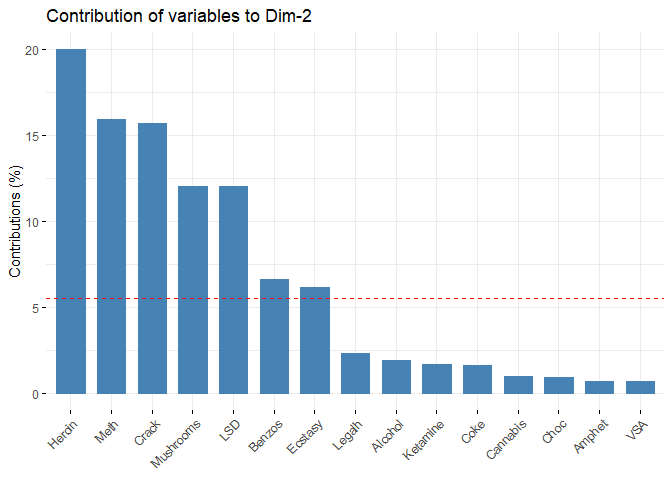 Contribution of variables to Dim-2
Contributions (%)
20
15
10
5
0
Heroin
Meth
Crack
Mushrooms
LSD
Benzos
Ecstasy
Legalh
Alcohol
Ketamine
Coke
Cannabis
Choc
Amphet
VSA